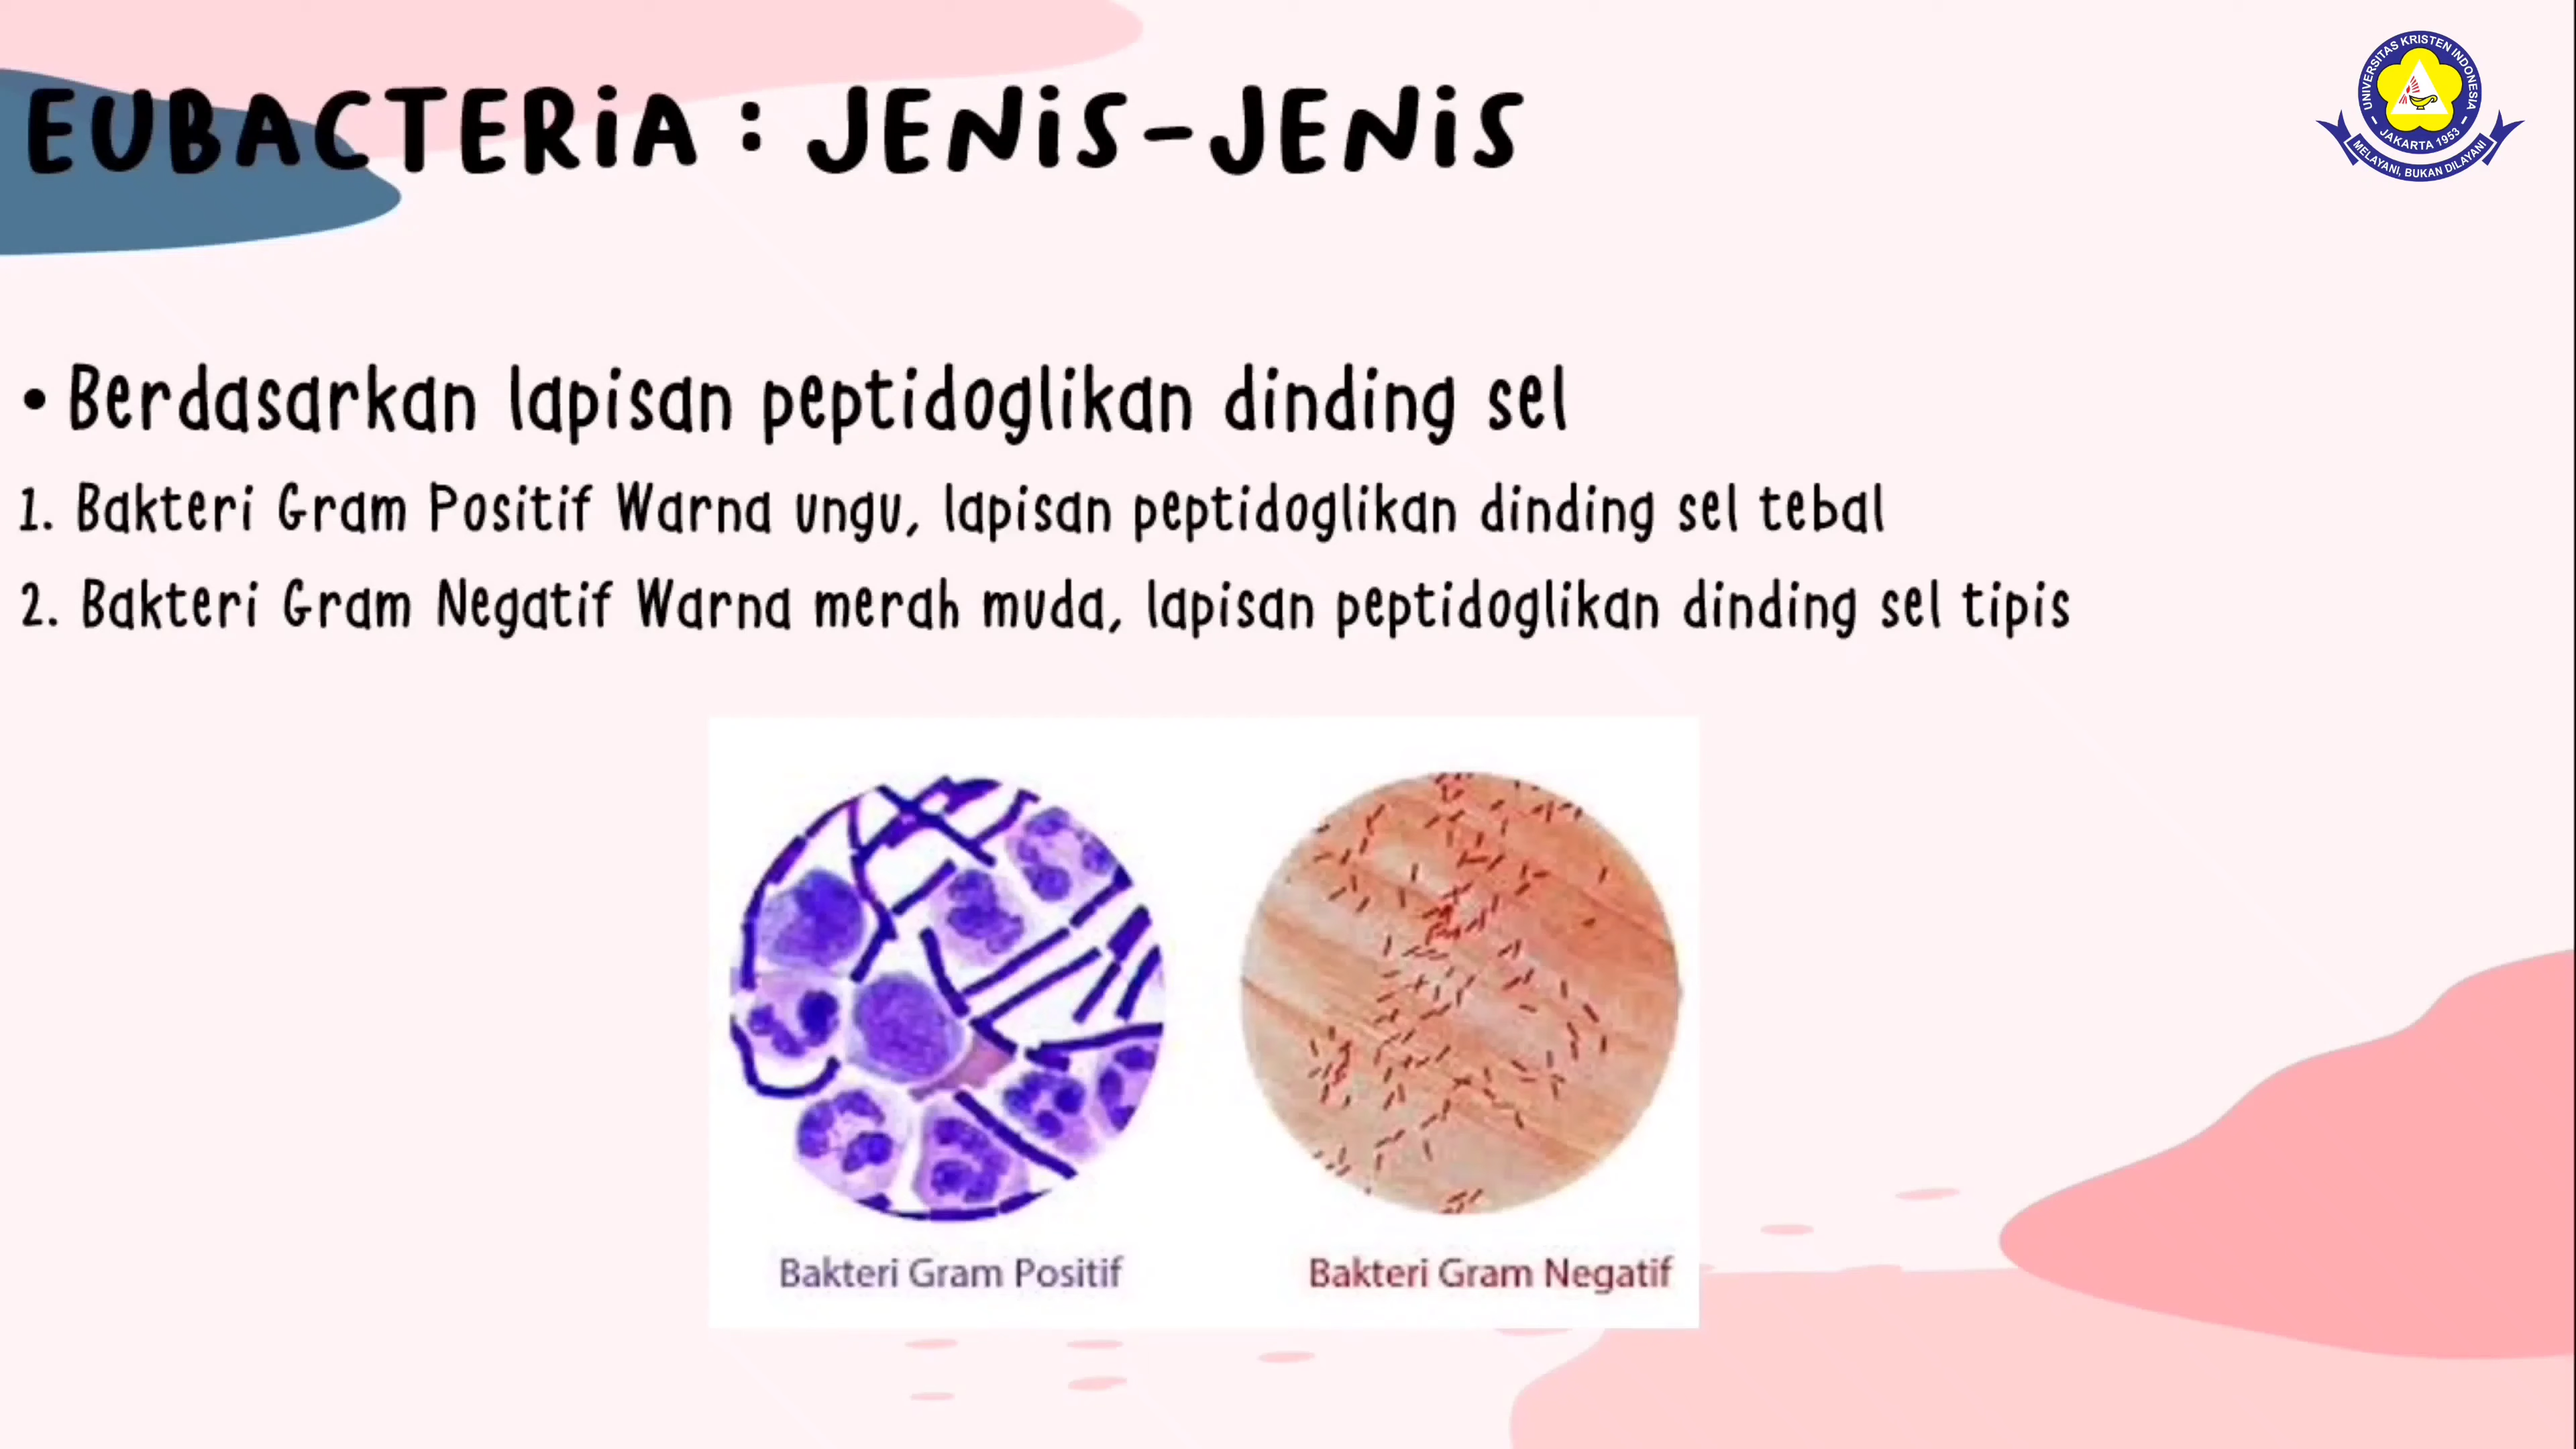 EUBACTERIA : JENIS-JENIS
UNIVERSITAS KRISTEN INDONESIA
- JAKARTA 1953 -
MELAYANI, BUKAN DILAYANI
• Berdasarkan lapisan peptidoglikan dinding sel
1. Bakteri Gram Positif Warna ungu, lapisan peptidoglikan dinding sel tebal
2. Bakteri Gram Negatif Warna merah muda, lapisan peptidoglikan dinding sel tipis
Bakteri Gram Positif
Bakteri Gram Negatif